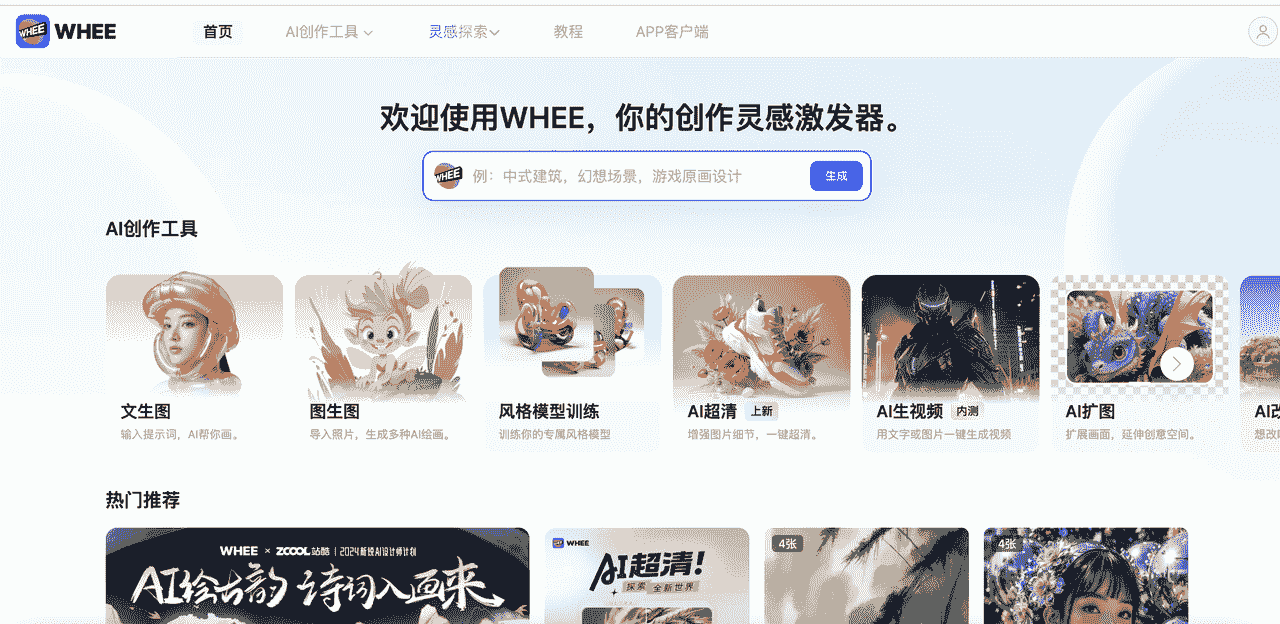 WHEE WHEE 首页 AI创作工具 灵感探索 教程 APP客户端
欢迎使用WHEE，你的创作灵感激发器。
WHEE 例：中式建筑，幻想场景，游戏原画设计 生成
AI创作工具
文生图 图生图 风格模型训练 AI超清 上新 AI生视频 内测 AI扩图 AI改
输入提示词，AI帮你画。 导入照片，生成多种AI绘画。 训练你的专属风格模型 增强图片细节，一键超清。 用文字或图片一键生成视频 扩展画面，延伸创意空间。 想改
热门推荐
WHEE × ZCOOL站酷 | 2024新锐AI设计师计划
AI绘古韵 诗词入画来
WHEE
AI超清!
探索 全新世界
4张
4张